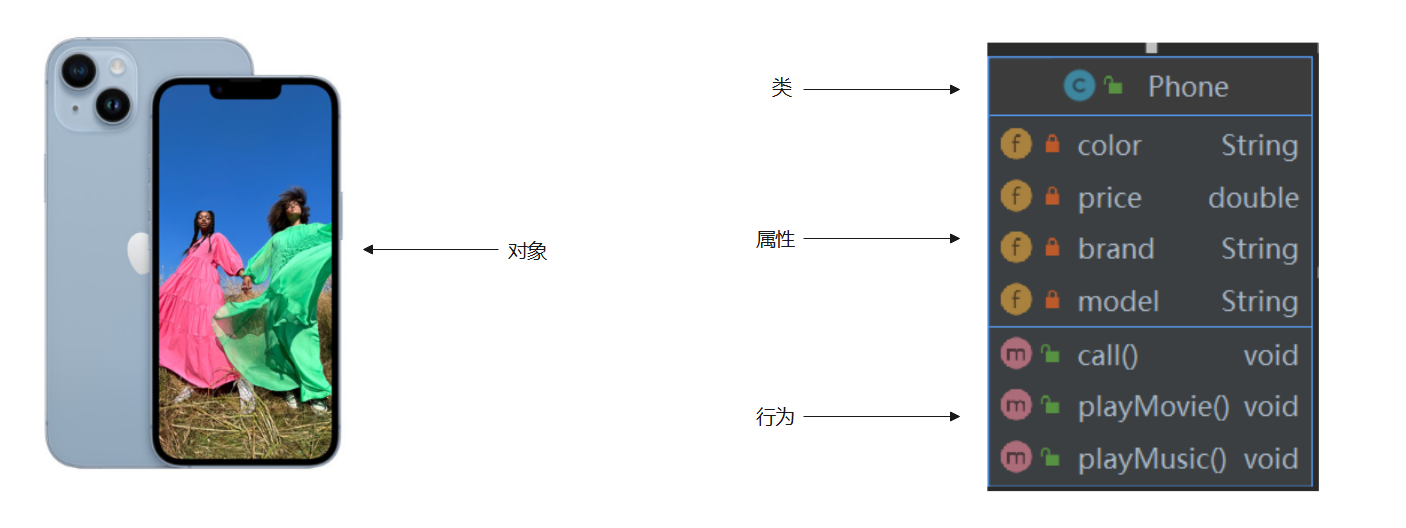 对象
类
属性
行为
Phone
color String
price double
brand String
model String
call() void
playMovie() void
playMusic() void